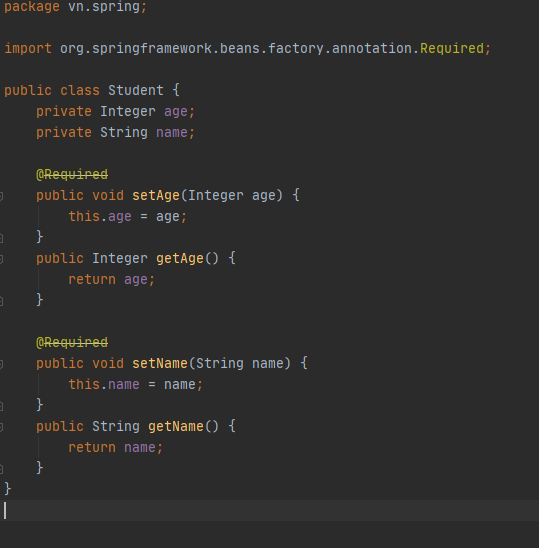 package vn.spring;
import org.springframework.beans.factory.annotation.Required;
public class Student {
private Integer age;
private String name;
@Required
public void setAge(Integer age) {
this.age = age;
}
public Integer getAge() {
return age;
}
@Required
public void setName(String name) {
this.name = name;
}
public String getName() {
return name;
}
}